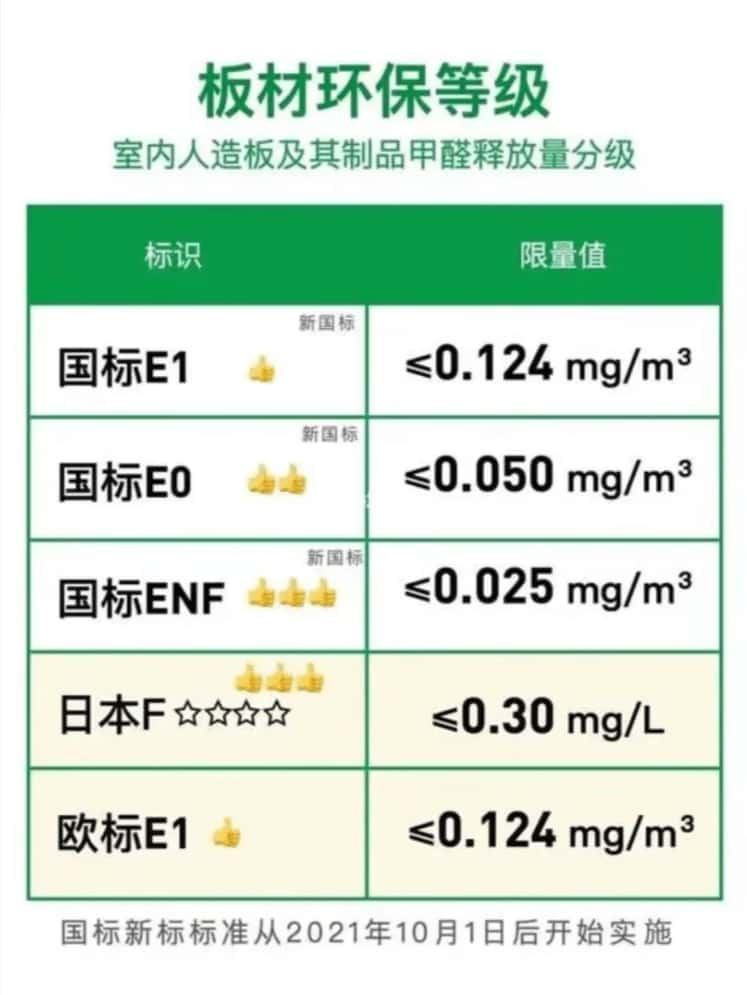 板材环保等级
室内人造板及其制品甲醛释放量分级
标识 限量值
新国标
国标E1 ≤0.124 mg/m³
新国标
国标E0 ≤0.050 mg/m³
新国标
国标ENF ≤0.025 mg/m³
日本F☆☆☆☆ ≤0.30 mg/L
欧标E1 ≤0.124 mg/m³
国标新标标准从2021年10月1日后开始实施